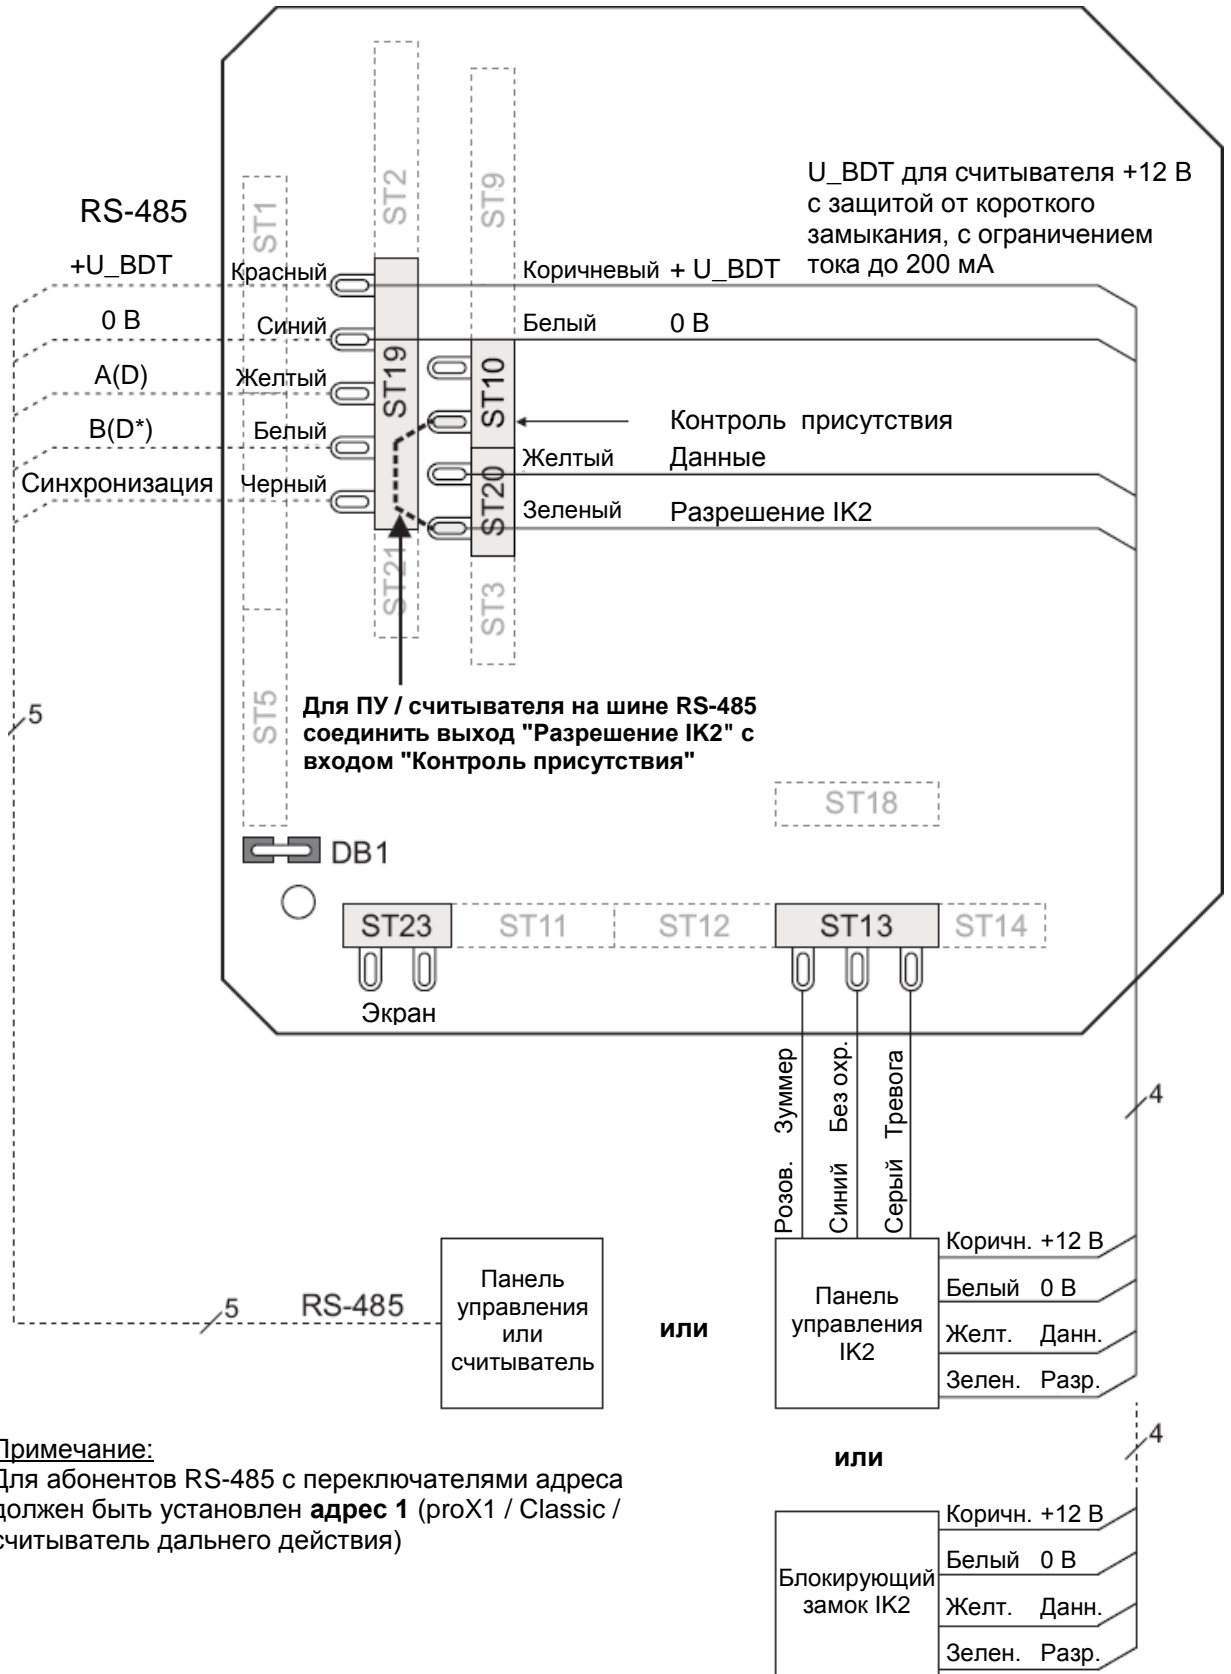 U_BDT для считывателя +12 В
с защитой от короткого
замыкания, с ограничением
тока до 200 мА
RS-485
ST1
ST2
ST9
+U_BDT
Красный
Коричневый + U_BDT
0 В
Синий
Белый 0 В
A(D)
Желтый
ST19
ST10
B(D*)
Белый
Контроль присутствия
Желтый Данные
Синхронизация
Черный
ST20
Зеленый Разрешение IK2
ST21
ST3
ST5
5
Для ПУ / считывателя на шине RS-485
соединить выход "Разрешение IK2" с
входом "Контроль присутствия"
ST18
DB1
ST23
ST11
ST12
ST13
ST14
Экран
Розов. Зуммер
Синий Без охр.
Серый Тревога
4
Коричн. +12 В
Белый 0 В
Желт. Данн.
Зелен. Разр.
5
RS-485
Панель
управления
или
считыватель
или
Панель
управления
IK2
Примечание:
Для абонентов RS-485 с переключателями адреса
должен быть установлен адрес 1 (proX1 / Classic /
считыватель дальнего действия)
или
4
Блокирующий
замок IK2
Коричн. +12 В
Белый 0 В
Желт. Данн.
Зелен. Разр.